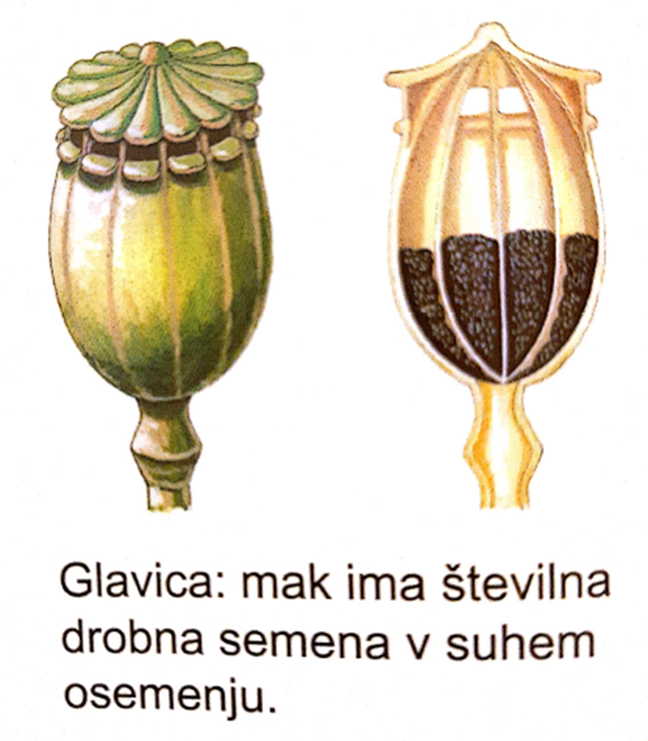 Glavica: mak ima številna
drobna semena v suhem
osemenju.